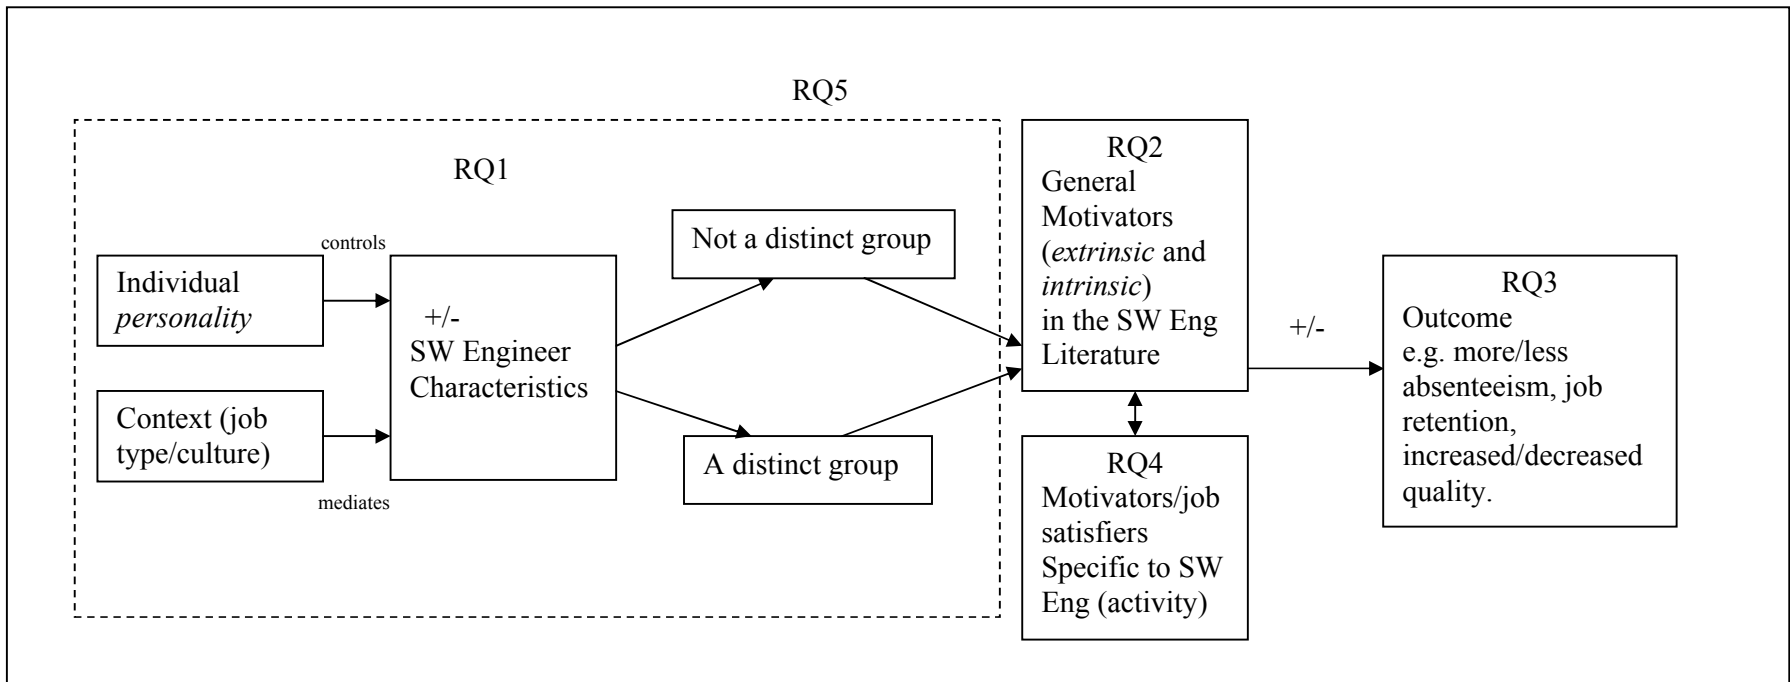 RQ5
RQ1
controls
Individual
personality
Context (job
type/culture)
mediates
+/-
SW Engineer
Characteristics
Not a distinct group
A distinct group
RQ2
General
Motivators
(extrinsic and
intrinsic)
in the SW Eng
Literature
RQ4
Motivators/job
satisfiers
Specific to SW
Eng (activity)
+/-
RQ3
Outcome
e.g. more/less
absenteeism, job
retention,
increased/decreased
quality.